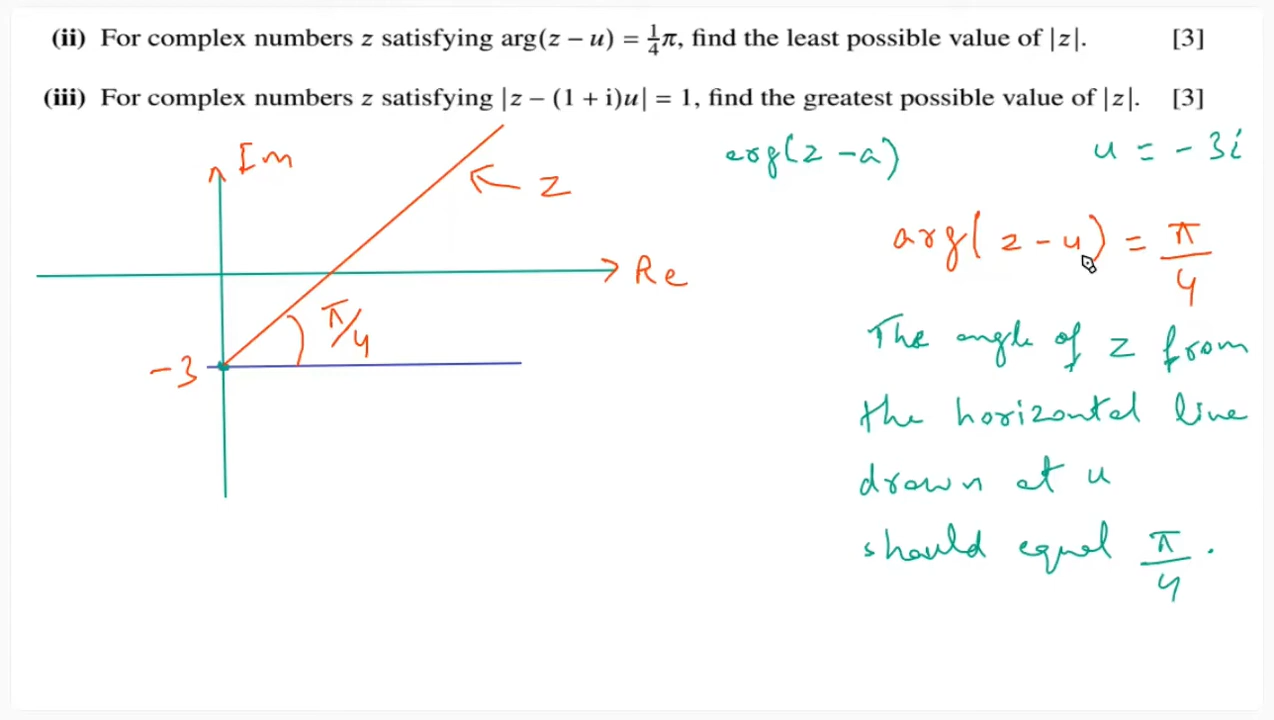 (ii) For complex numbers z satisfying arg(z − u) = ¼π, find the least possible value of |z|. [3]
(iii) For complex numbers z satisfying |z − (1 + i)u| = 1, find the greatest possible value of |z|. [3]
Im
z
Re
π/4
-3
arg(z - a)
u = - 3i
arg(z - u) = π/4
The angle of z from
the horizontal line
drawn at u
should equal π/4.